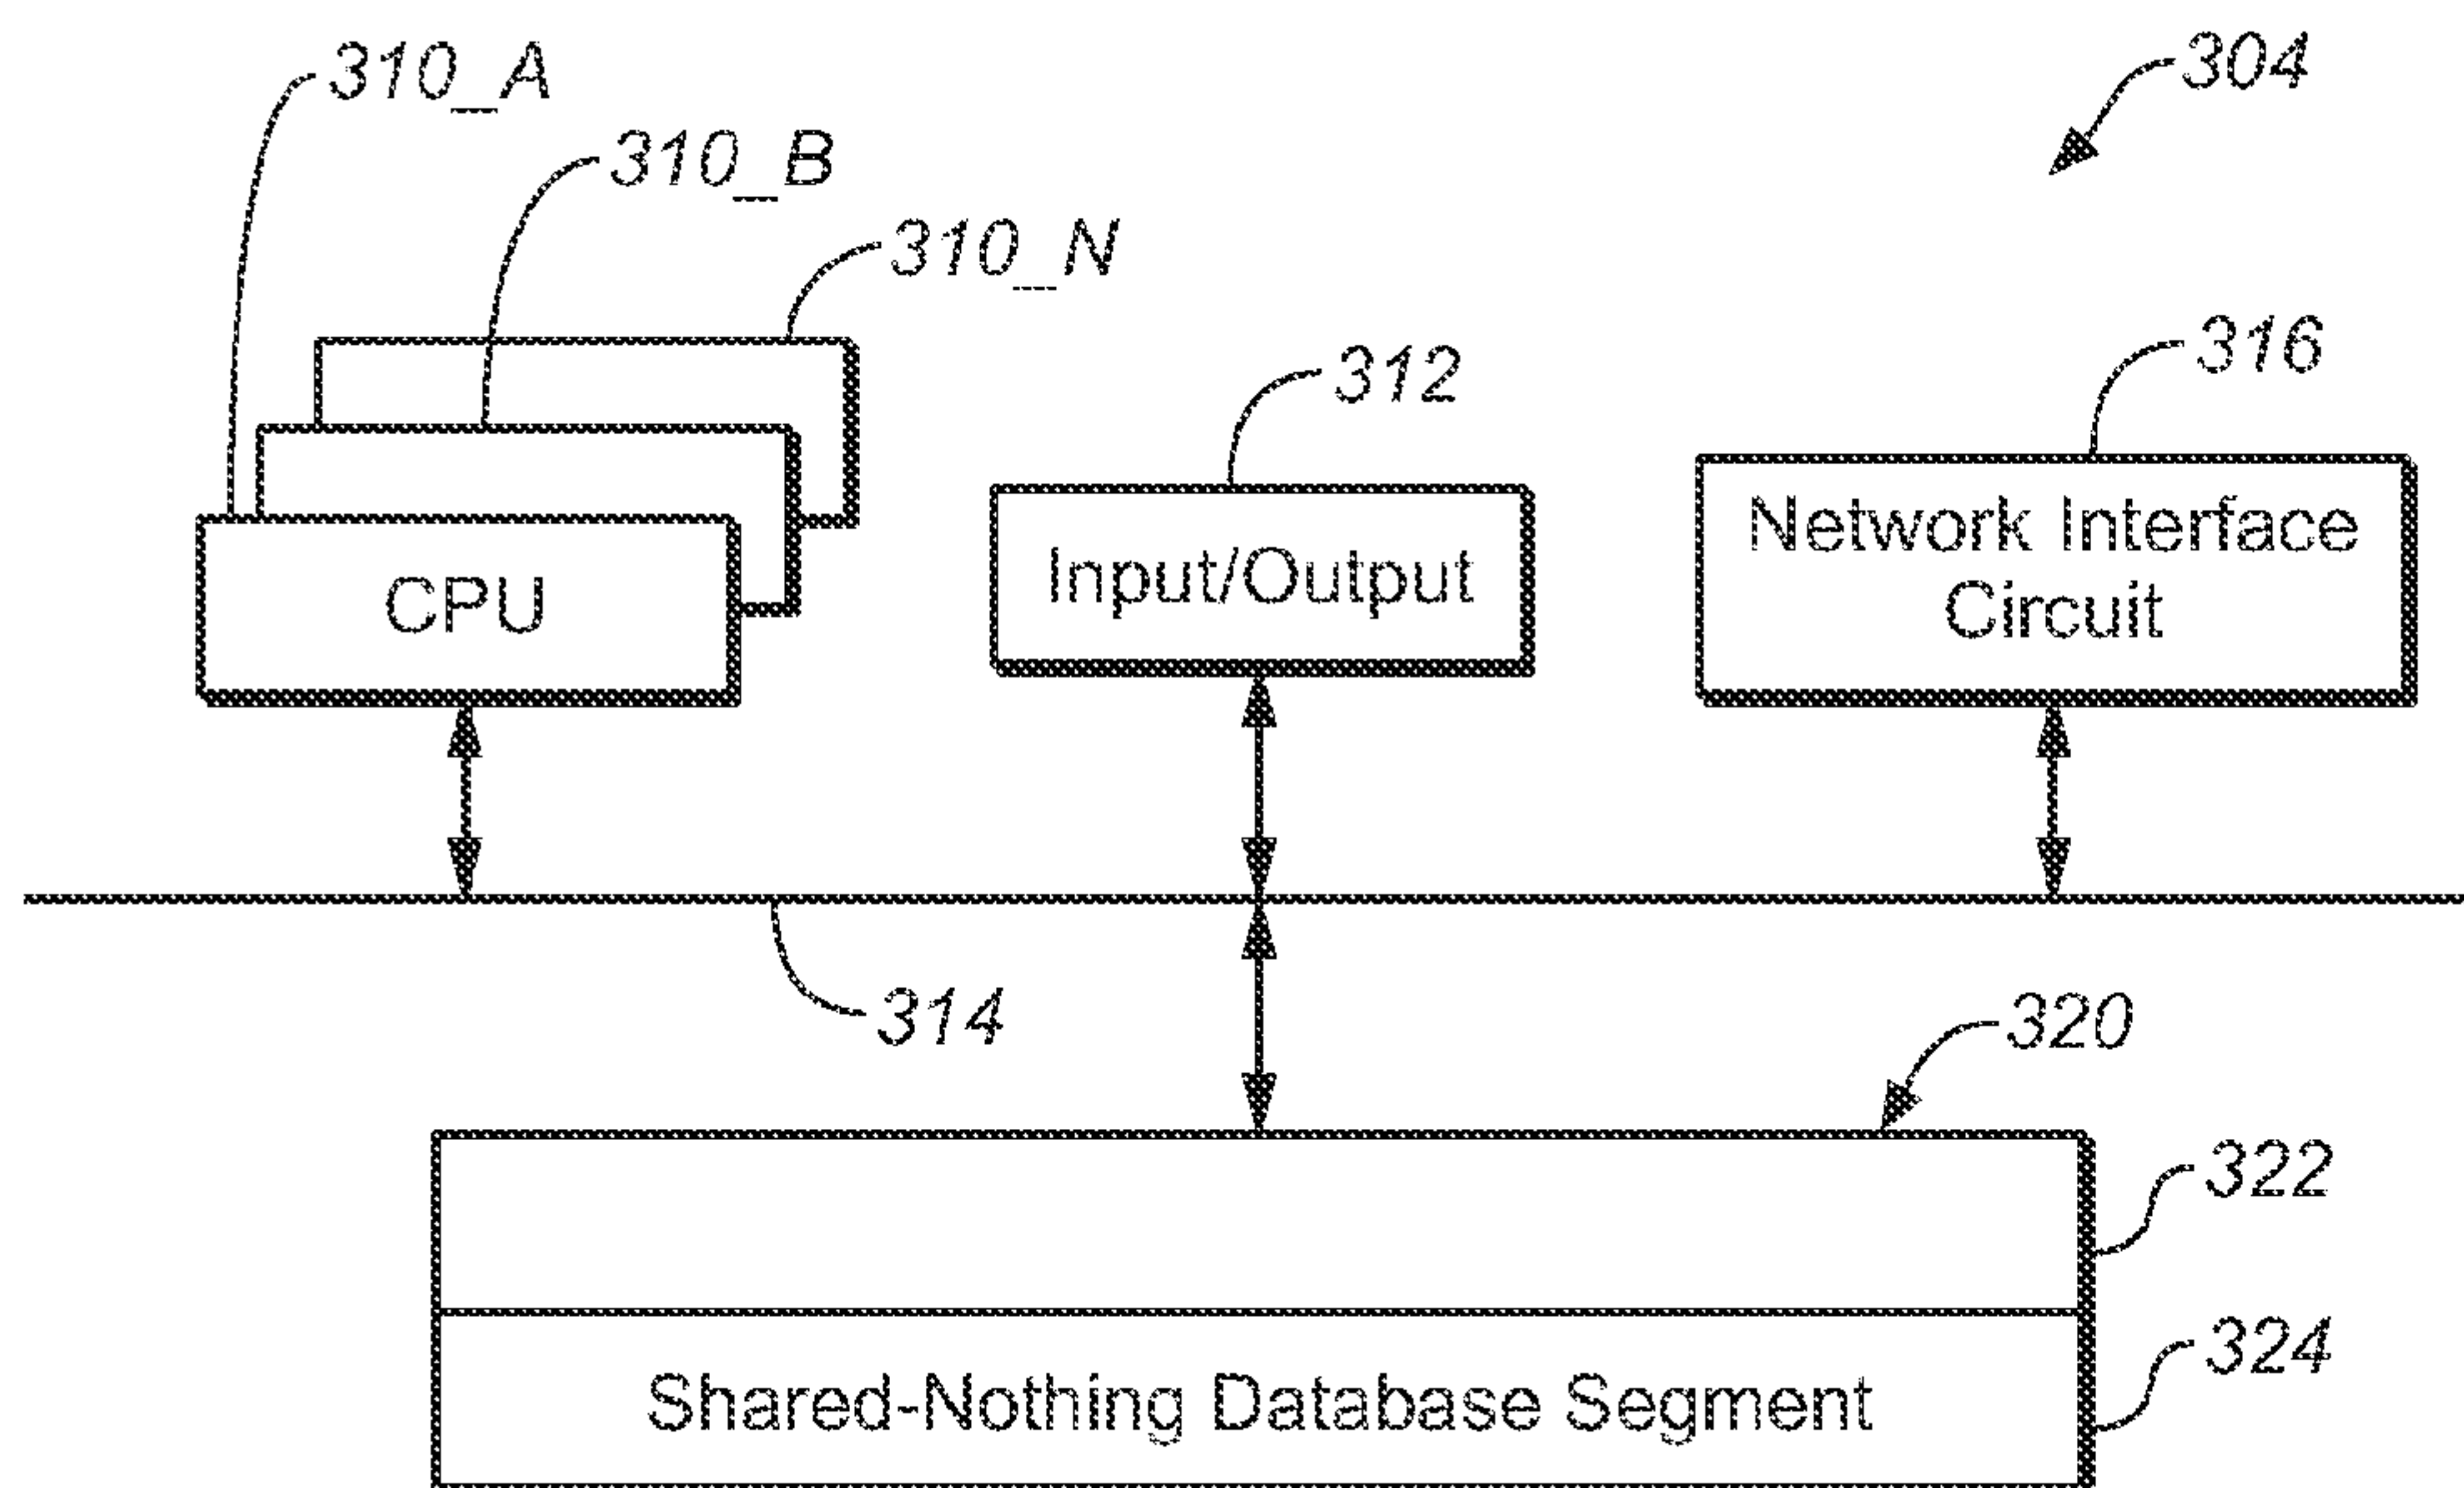 310_A
304
310_B
310_N
312
316
CPU
Input/Output
Network Interface
Circuit
314
320
322
324
Shared-Nothing Database Segment